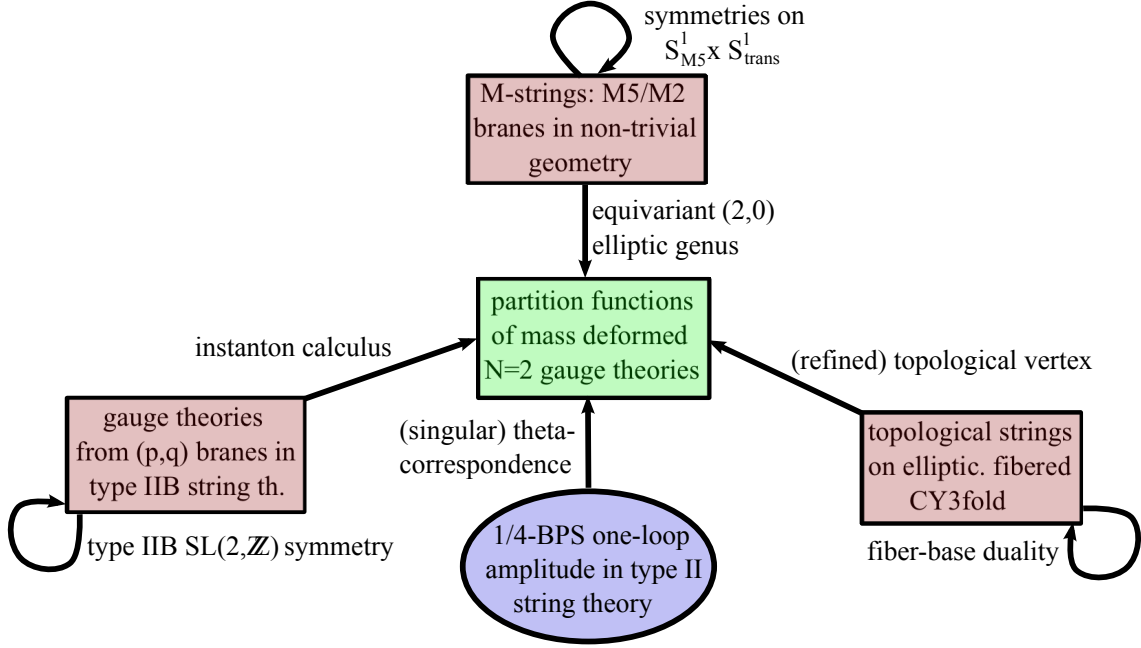 symmetries on
S¹_M5 x S¹_trans
M-strings: M5/M2
branes in non-trivial
geometry
equivariant (2,0)
elliptic genus
partition functions
of mass deformed
N=2 gauge theories
instanton calculus
(refined) topological vertex
gauge theories
from (p,q) branes in
type IIB string th.
type IIB SL(2,ℤ) symmetry
(singular) theta-
correspondence
topological strings
on elliptic. fibered
CY3fold
fiber-base duality
1/4-BPS one-loop
amplitude in type II
string theory